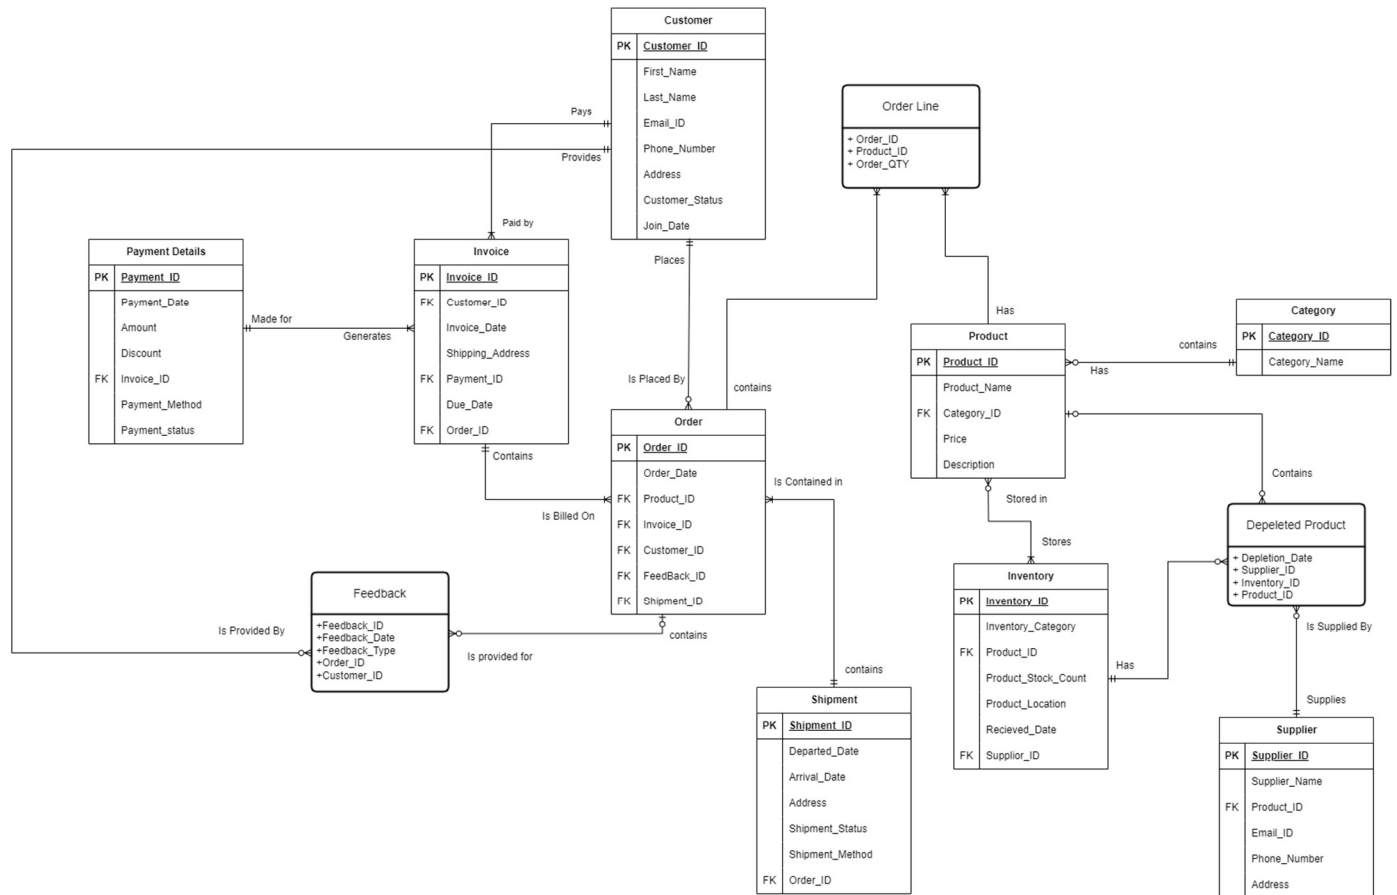 Customer
PK Customer_ID
First_Name
Last_Name
Email_ID
Phone_Number
Address
Customer_Status
Join_Date
Pays
Provides
Paid by
Places
Order Line
+ Order_ID
+ Product_ID
+ Order_QTY
Payment Details
PK Payment_ID
Payment_Date
Amount
Discount
FK Invoice_ID
Payment_Method
Payment_status
Made for
Generates
Invoice
PK Invoice_ID
FK Customer_ID
Invoice_Date
Shipping_Address
FK Payment_ID
Due_Date
FK Order_ID
Contains
Is Billed On
Is Placed By
contains
Has
Product
PK Product_ID
Product_Name
FK Category_ID
Price
Description
contains
Has
Category
PK Category_ID
Category_Name
Order
PK Order_ID
Order_Date
FK Product_ID
FK Invoice_ID
FK Customer_ID
FK FeedBack_ID
FK Shipment_ID
Is Contained in
contains
Stored in
Stores
Contains
Depeleted Product
+ Depletion_Date
+ Supplier_ID
+ Inventory_ID
+ Product_ID
Inventory
PK Inventory_ID
Inventory_Category
FK Product_ID
Product_Stock_Count
Product_Location
Recieved_Date
FK Supplior_ID
Has
Is Supplied By
Supplies
Feedback
+Feedback_ID
+Feedback_Date
+Feedback_Type
+Order_ID
+Customer_ID
Is Provided By
Is provided for
contains
Shipment
PK Shipment_ID
Departed_Date
Arrival_Date
Address
Shipment_Status
Shipment_Method
FK Order_ID
Supplier
PK Supplier_ID
Supplier_Name
FK Product_ID
Email_ID
Phone_Number
Address